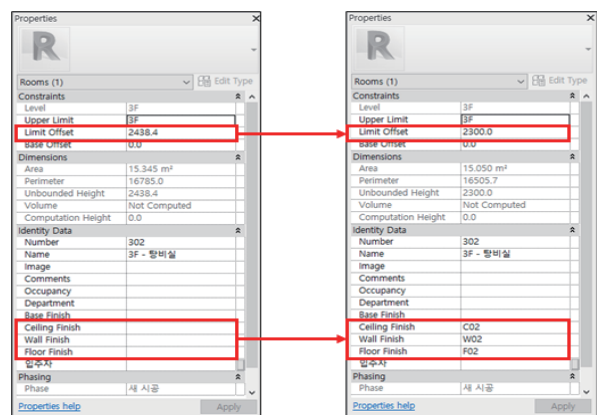 Properties
Rooms (1)
Edit Type
Constraints
Level 3F
Upper Limit 3F
Limit Offset 2438.4
Base Offset 0.0
Dimensions
Area 15.345 m²
Perimeter 16785.0
Unbounded Height 2438.4
Volume Not Computed
Computation Height 0.0
Identity Data
Number 302
Name 3F - 탕비실
Image
Comments
Occupancy
Department
Base Finish
Ceiling Finish
Wall Finish
Floor Finish
입주자
Phasing
Phase 새 시공
Properties help
Apply
Properties
Rooms (1)
Edit Type
Constraints
Level 3F
Upper Limit 3F
Limit Offset 2300.0
Base Offset 0.0
Dimensions
Area 15.050 m²
Perimeter 16505.7
Unbounded Height 2300.0
Volume Not Computed
Computation Height 0.0
Identity Data
Number 302
Name 3F - 탕비실
Image
Comments
Occupancy
Department
Base Finish
Ceiling Finish C02
Wall Finish W02
Floor Finish F02
입주자
Phasing
Phase 새 시공
Properties help
Apply